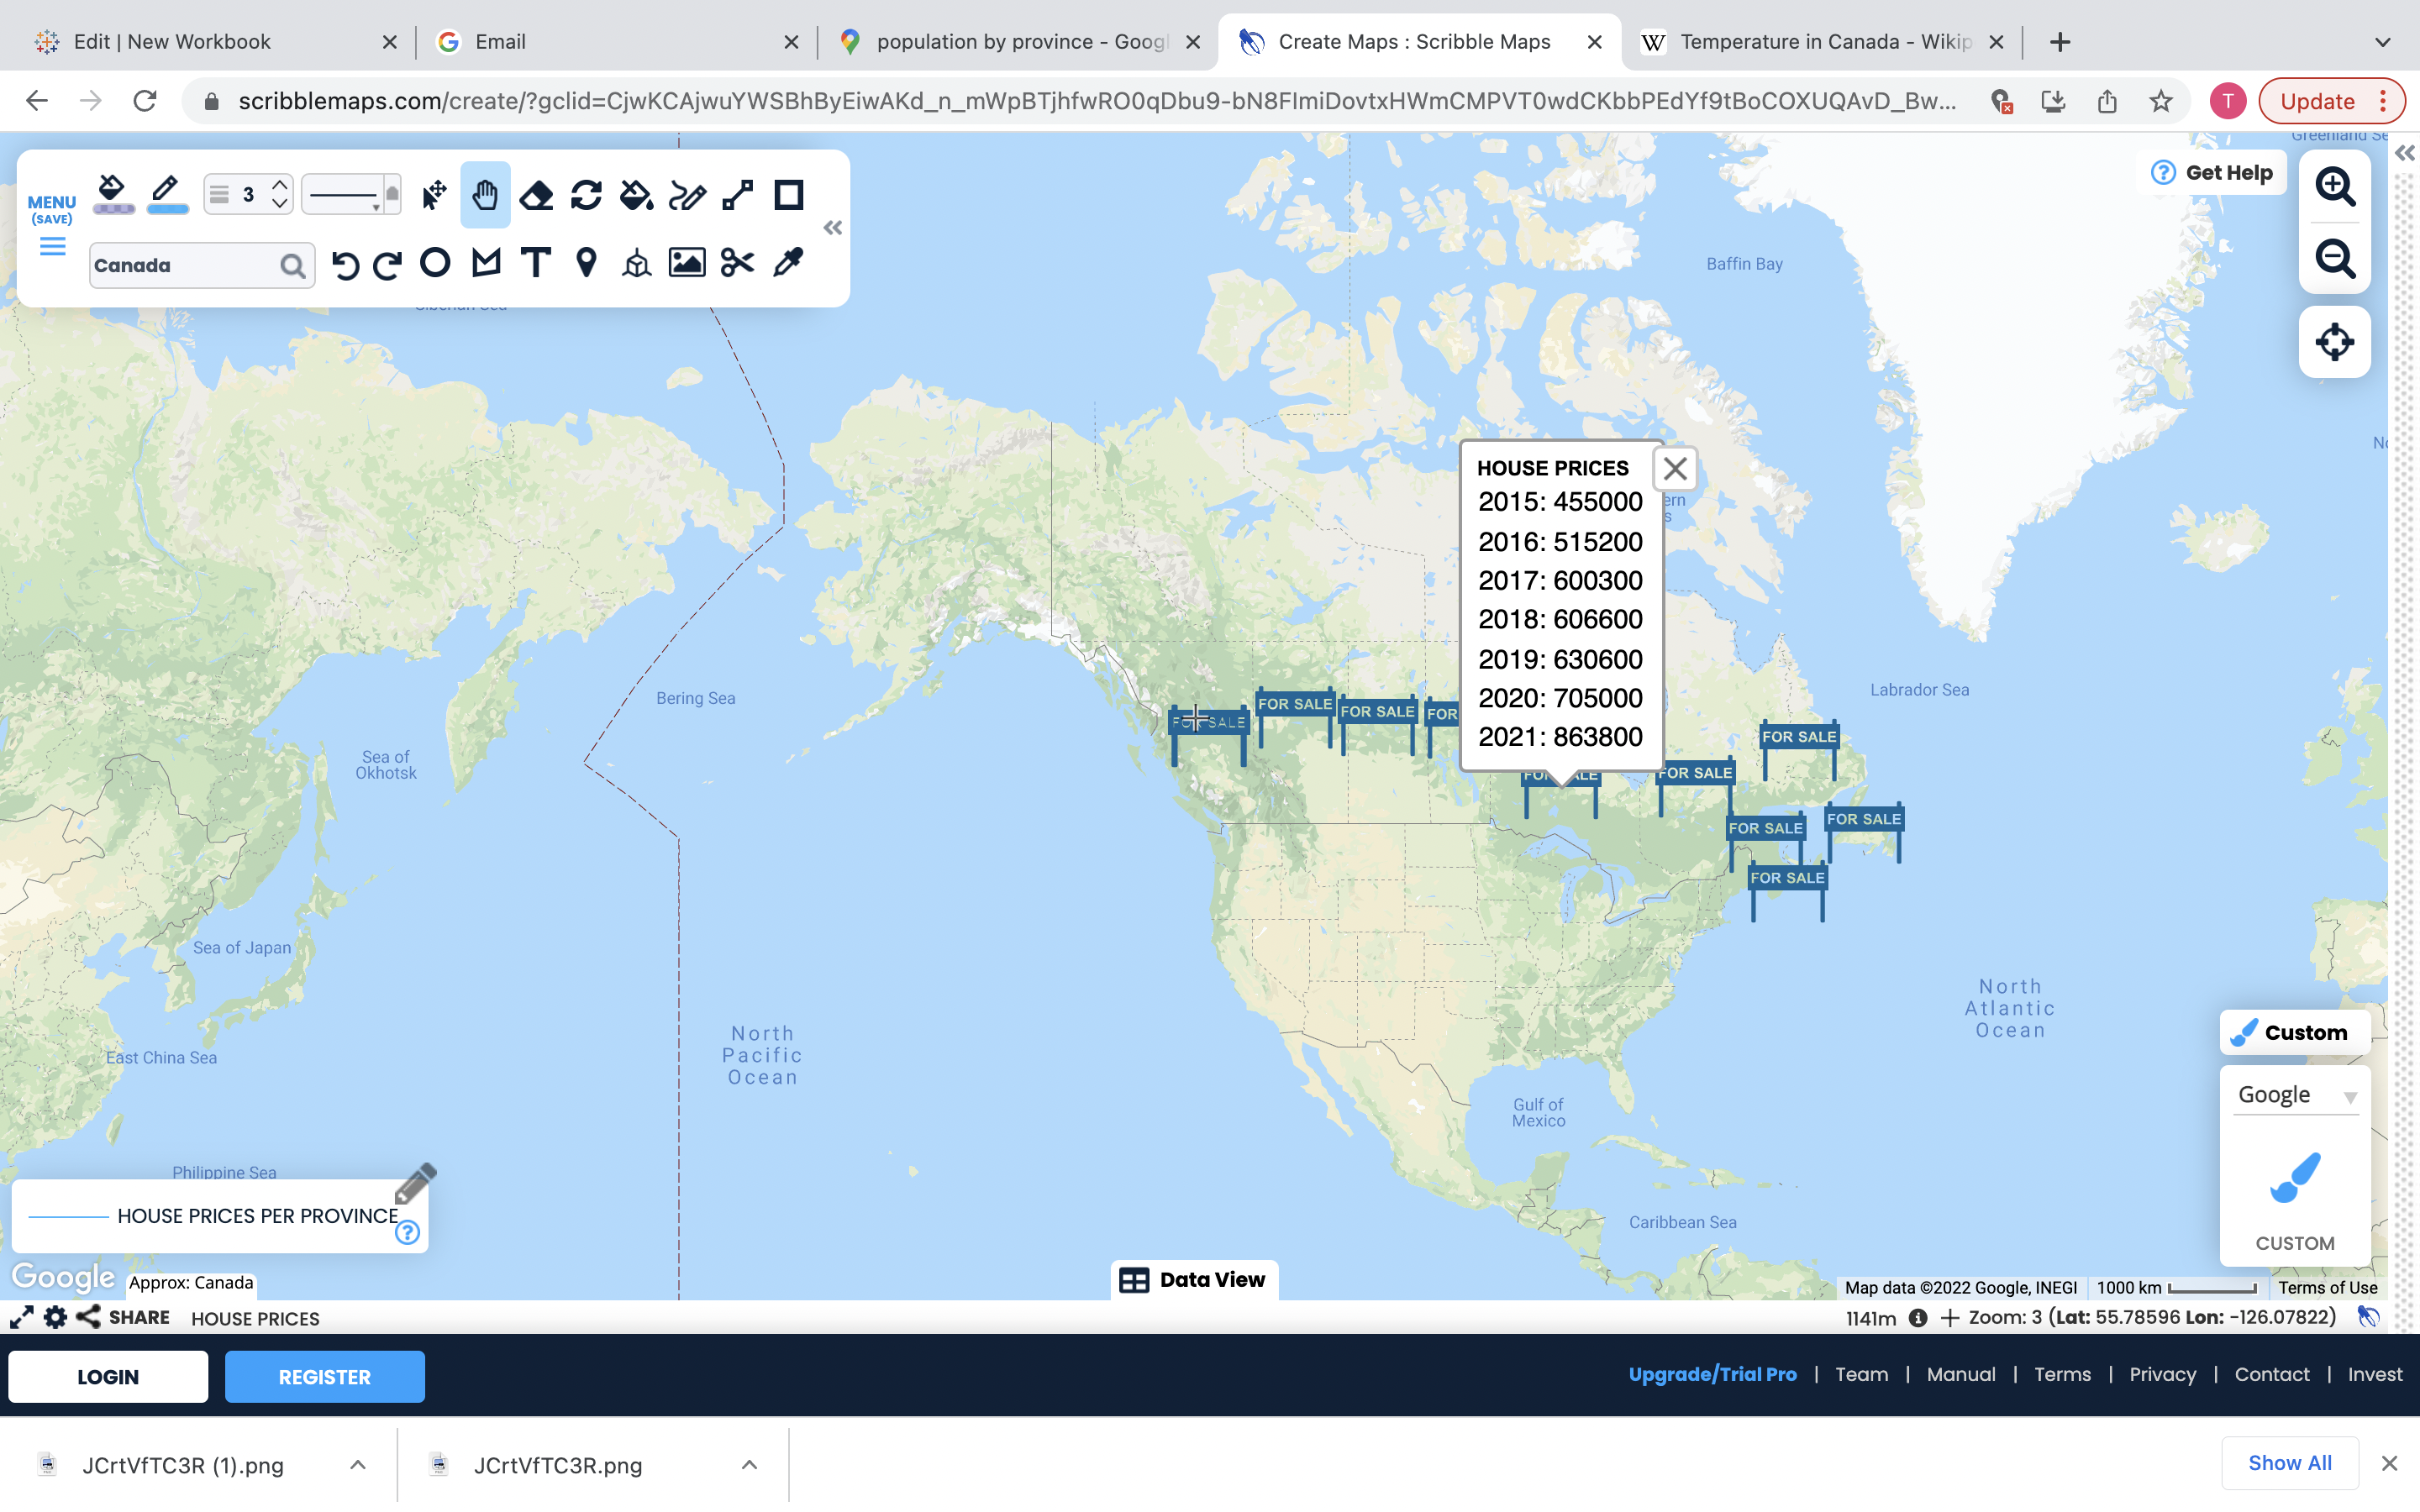 Edit | New Workbook
Email
population by province - Googl
Create Maps : Scribble Maps
Temperature in Canada - Wikip
scribblemaps.com/create/?gclid=CjwKCAjwuYWSBhByEiwAKd_n_mWpBTjhfwRO0qDbu9-bN8FImiDovtxHWmCMPVT0wdCKbbPEdYf9tBoCOXUQAvD_Bw...
T
Update
MENU
(SAVE)
3
Canada
Get Help
Baffin Bay
HOUSE PRICES
2015: 455000
2016: 515200
2017: 600300
2018: 606600
2019: 630600
2020: 705000
2021: 863800
Bering Sea
Labrador Sea
FOR SALE
FOR SALE
FOR SALE
FOR
FOR SALE
FOR SALE
FOR SALE
FOR SALE
FOR SALE
FOR SALE
Sea of
Okhotsk
Sea of Japan
East China Sea
North
Pacific
Ocean
North
Atlantic
Ocean
Gulf of
Mexico
Caribbean Sea
Philippine Sea
Custom
Google
CUSTOM
HOUSE PRICES PER PROVINCE
?
Google
Approx: Canada
Data View
Map data ©2022 Google, INEGI
1000 km
Terms of Use
SHARE
HOUSE PRICES
1141m
Zoom: 3 (Lat: 55.78596 Lon: -126.07822)
LOGIN
REGISTER
Upgrade/Trial Pro | Team | Manual | Terms | Privacy | Contact | Invest
JCrtVfTC3R (1).png
JCrtVfTC3R.png
Show All